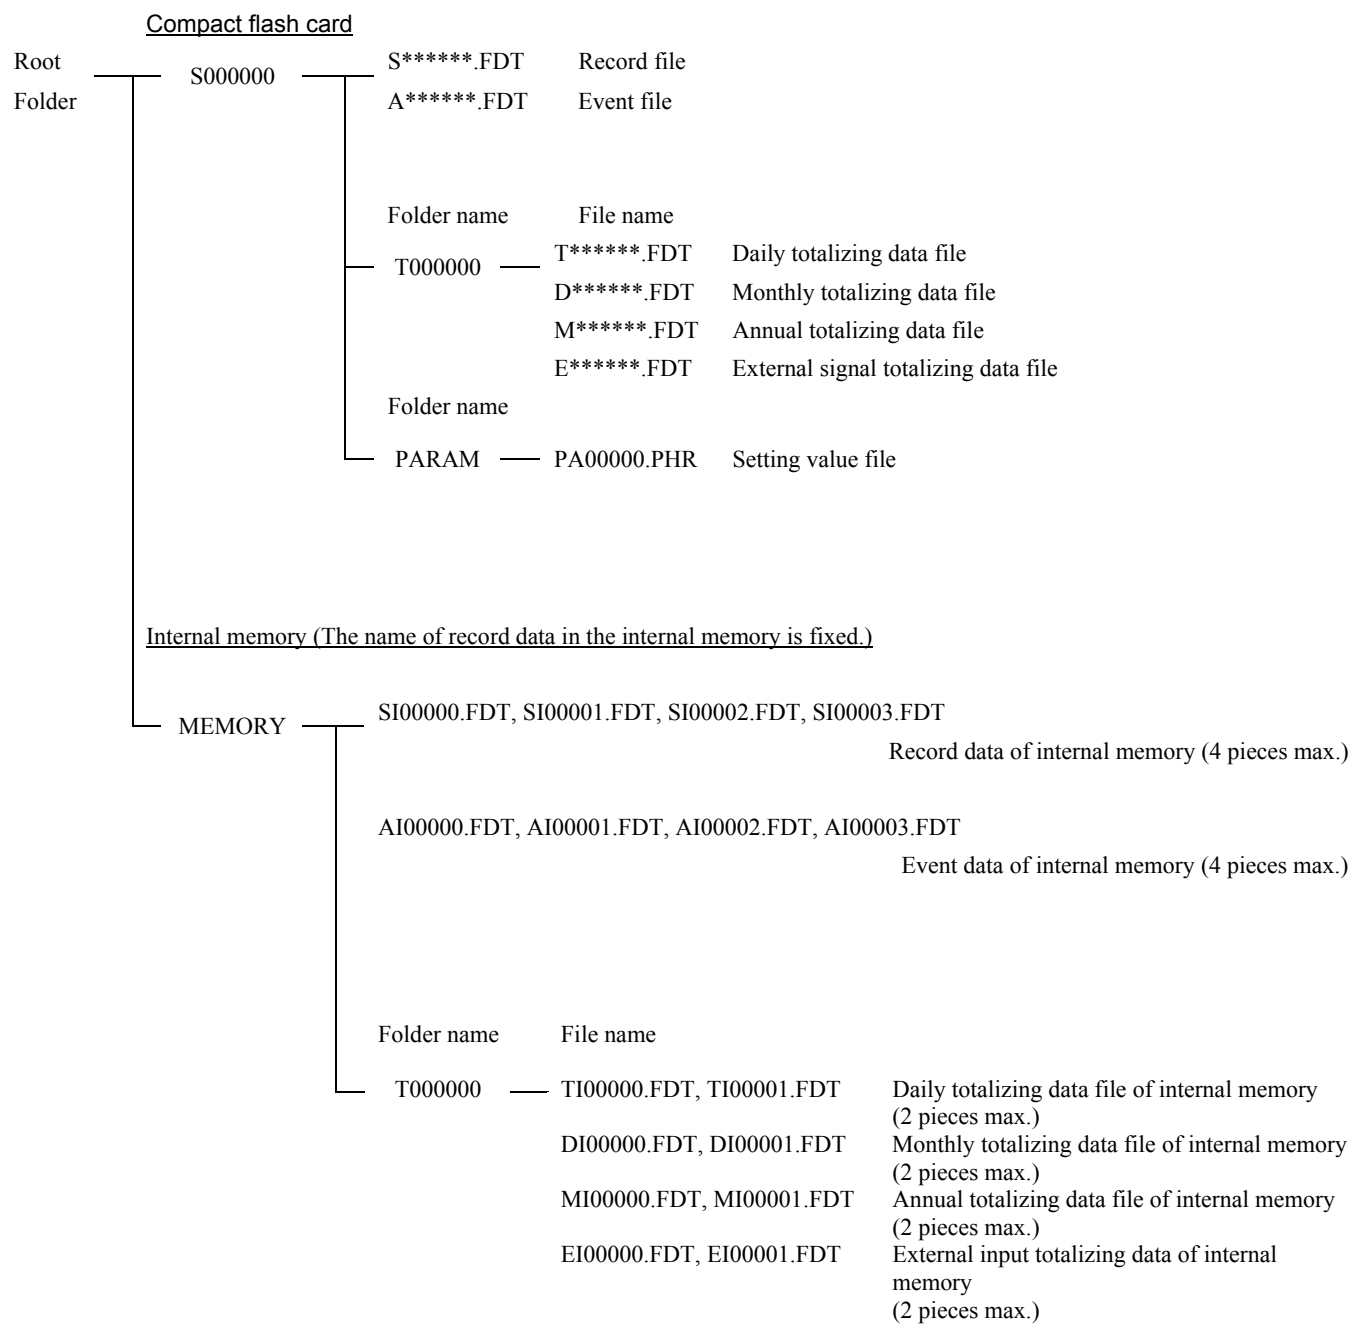 Compact flash card
Root
Folder
S000000
S******.FDT Record file
A******.FDT Event file
Folder name File name
T000000
T******.FDT Daily totalizing data file
D******.FDT Monthly totalizing data file
M******.FDT Annual totalizing data file
E******.FDT External signal totalizing data file
Folder name
PARAM PA00000.PHR Setting value file
Internal memory (The name of record data in the internal memory is fixed.)
MEMORY
SI00000.FDT, SI00001.FDT, SI00002.FDT, SI00003.FDT
Record data of internal memory (4 pieces max.)
AI00000.FDT, AI00001.FDT, AI00002.FDT, AI00003.FDT
Event data of internal memory (4 pieces max.)
Folder name File name
T000000 TI00000.FDT, TI00001.FDT Daily totalizing data file of internal memory
(2 pieces max.)
DI00000.FDT, DI00001.FDT Monthly totalizing data file of internal memory
(2 pieces max.)
MI00000.FDT, MI00001.FDT Annual totalizing data file of internal memory
(2 pieces max.)
EI00000.FDT, EI00001.FDT External input totalizing data of internal
memory
(2 pieces max.)